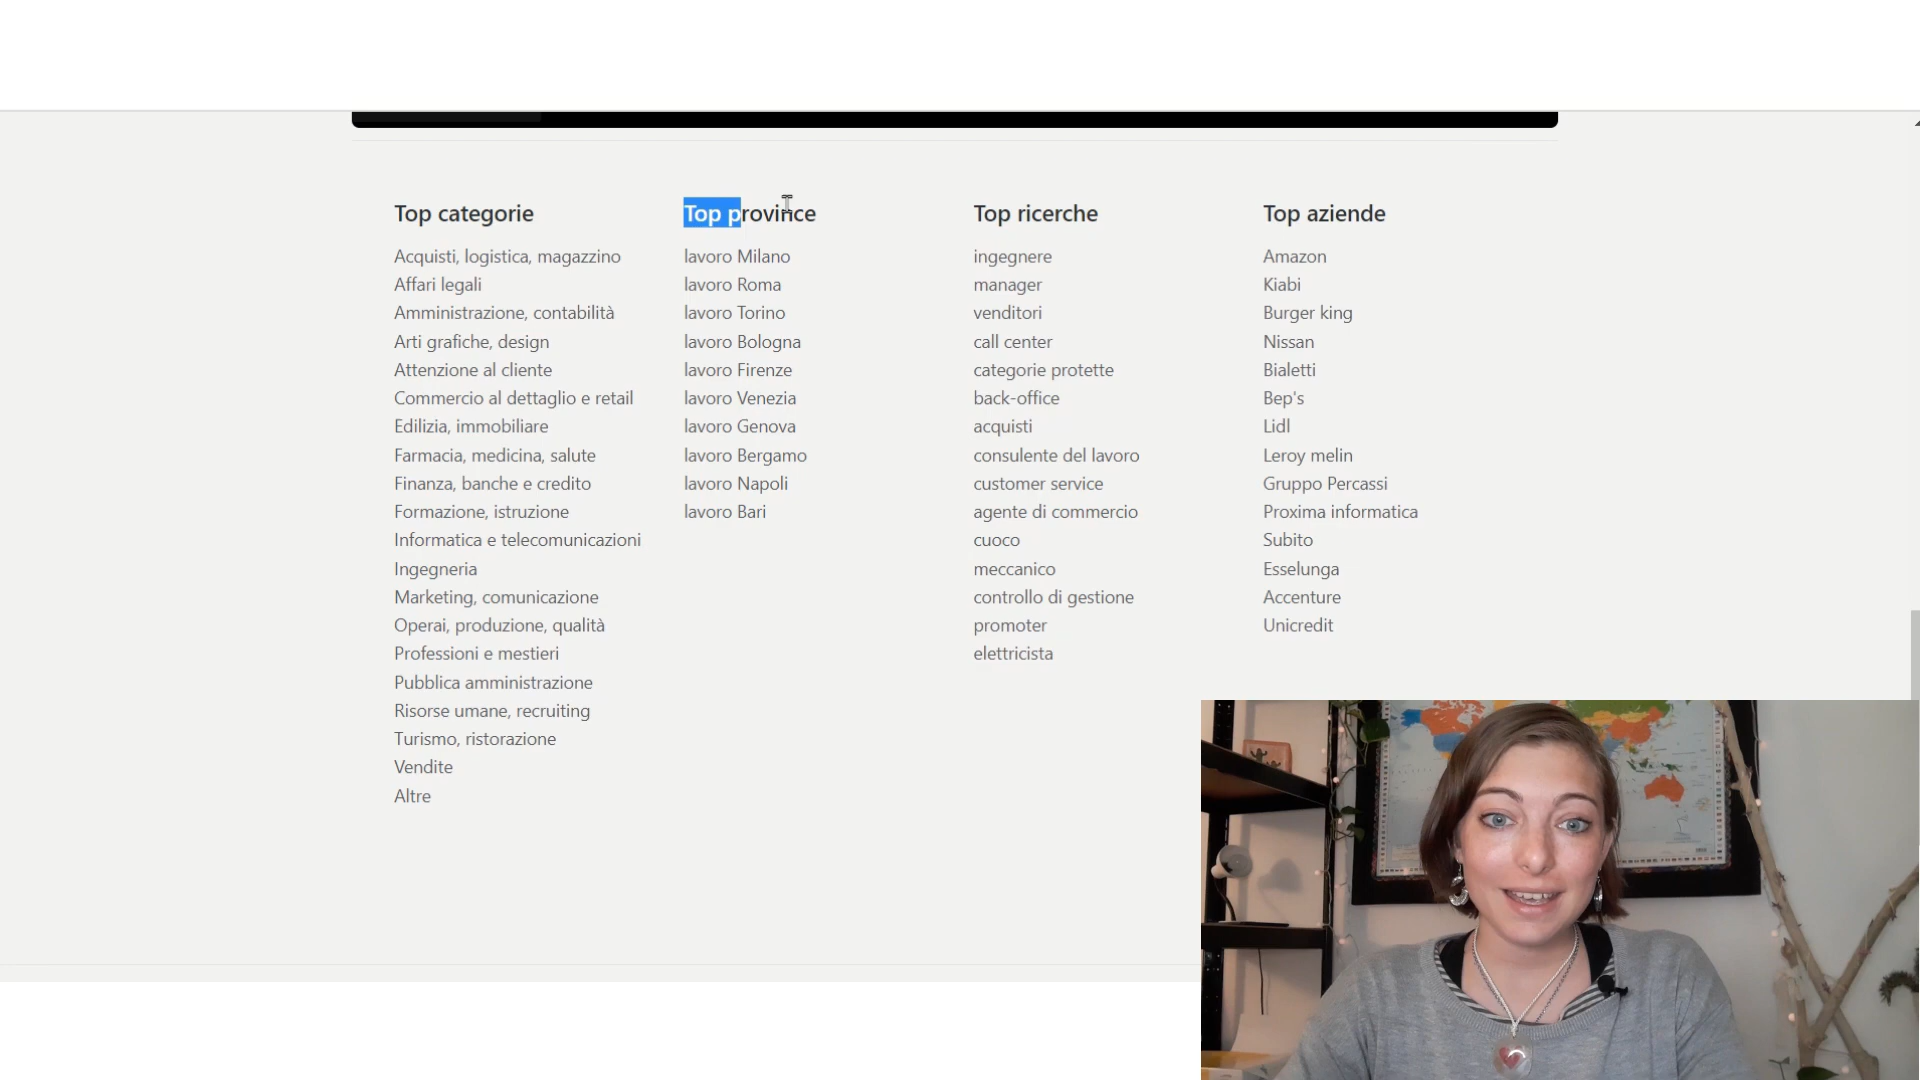 Top categorie
Acquisti, logistica, magazzino
Affari legali
Amministrazione, contabilità
Arti grafiche, design
Attenzione al cliente
Commercio al dettaglio e retail
Edilizia, immobiliare
Farmacia, medicina, salute
Finanza, banche e credito
Formazione, istruzione
Informatica e telecomunicazioni
Ingegneria
Marketing, comunicazione
Operai, produzione, qualità
Professioni e mestieri
Pubblica amministrazione
Risorse umane, recruiting
Turismo, ristorazione
Vendite
Altre
Top province
lavoro Milano
lavoro Roma
lavoro Torino
lavoro Bologna
lavoro Firenze
lavoro Venezia
lavoro Genova
lavoro Bergamo
lavoro Napoli
lavoro Bari
Top ricerche
ingegnere
manager
venditori
call center
categorie protette
back-office
acquisti
consulente del lavoro
customer service
agente di commercio
cuoco
meccanico
controllo di gestione
promoter
elettricista
Top aziende
Amazon
Kiabi
Burger king
Nissan
Bialetti
Bep's
Lidl
Leroy melin
Gruppo Percassi
Proxima informatica
Subito
Esselunga
Accenture
Unicredit